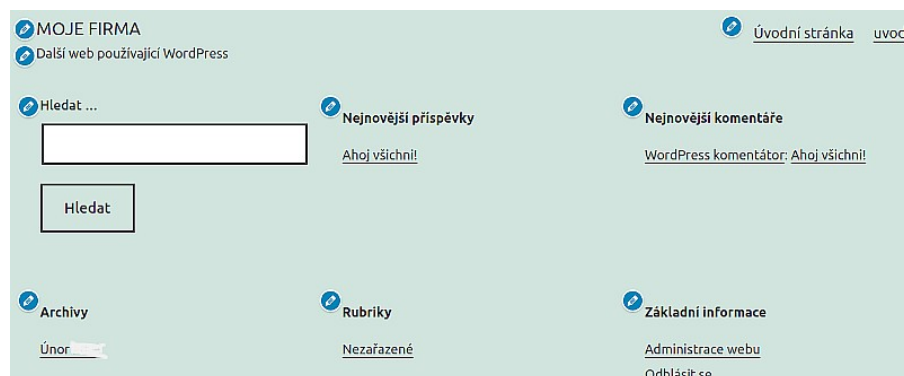 MOJE FIRMA
Další web používající WordPress
Úvodní stránka
Hledat ...
Nejnovější příspěvky
Ahoj všichni!
Nejnovější komentáře
WordPress komentátor: Ahoj všichni!
Hledat
Archivy
Únor
Rubriky
Nezařazené
Základní informace
Administrace webu
Odhlásit se